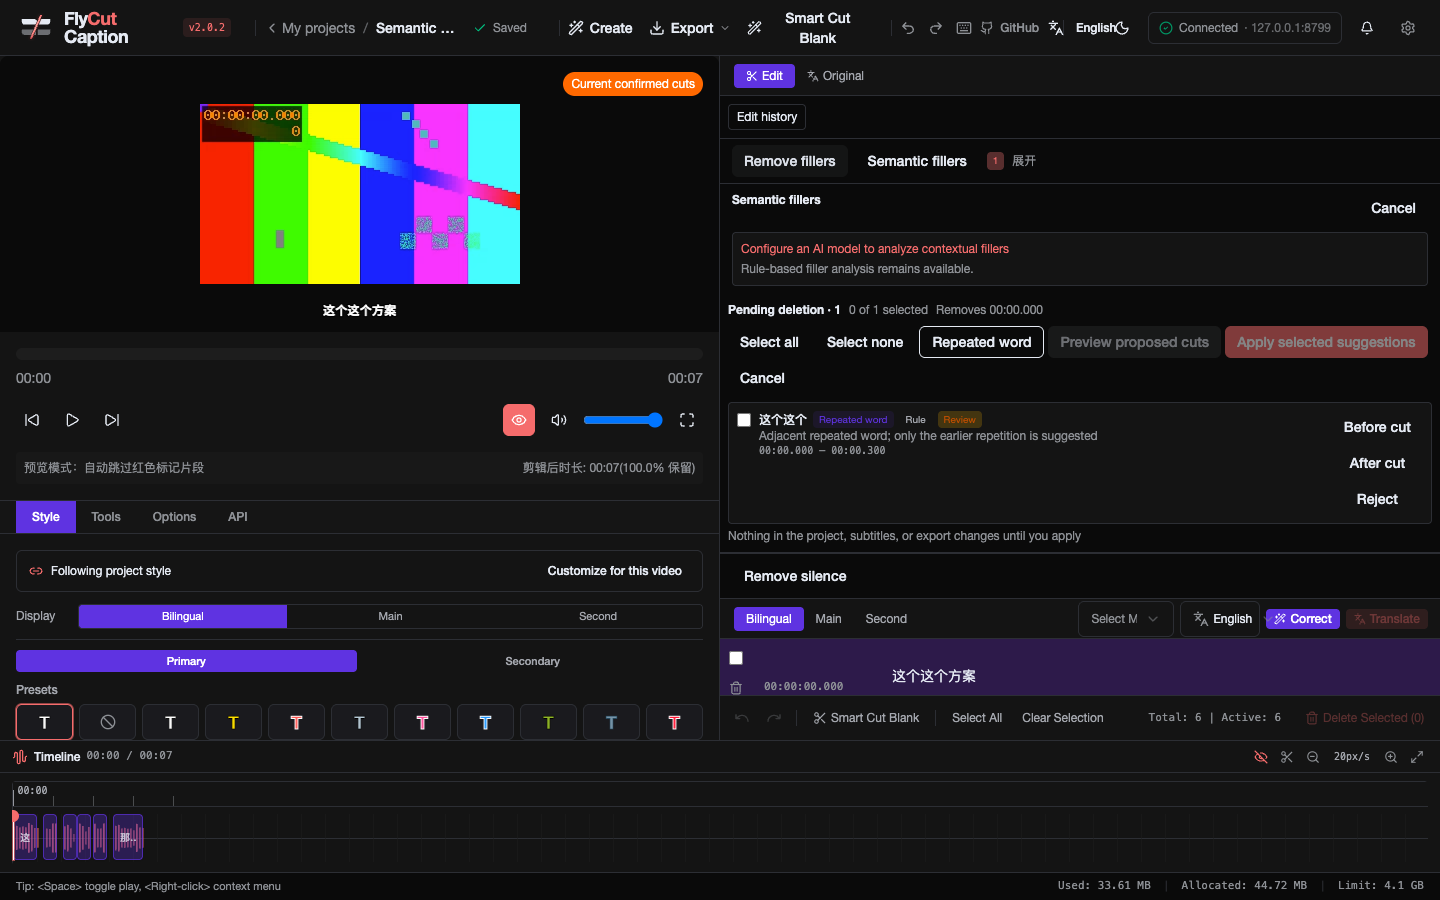 FlyCut Caption
v2.0.2
My projects / Semantic ...
Saved
Create
Export
Smart Cut Blank
GitHub
English
Connected · 127.0.0.1:8799
Current confirmed cuts
00:00:00.000
0
这个这个方案
00:00
00:07
预览模式：自动跳过红色标记片段
剪辑后时长: 00:07(100.0% 保留)
Style
Tools
Options
API
Following project style
Customize for this video
Display
Bilingual
Main
Second
Primary
Secondary
Presets
T T T T T T T T T T
Edit
Original
Edit history
Remove fillers
Semantic fillers
1
展开
Semantic fillers
Cancel
Configure an AI model to analyze contextual fillers
Rule-based filler analysis remains available.
Pending deletion · 1 0 of 1 selected Removes 00:00.000
Select all
Select none
Repeated word
Preview proposed cuts
Apply selected suggestions
Cancel
这个这个 Repeated word Rule Review
Adjacent repeated word; only the earlier repetition is suggested
00:00.000 — 00:00.300
Before cut
After cut
Reject
Nothing in the project, subtitles, or export changes until you apply
Remove silence
Bilingual
Main
Second
Select M
English
Correct
Translate
00:00:00.000
这个这个方案
Smart Cut Blank
Select All
Clear Selection
Total: 6 | Active: 6
Delete Selected (0)
Timeline 00:00 / 00:07
20px/s
00:00
这
那...
Tip: <Space> toggle play, <Right-click> context menu
Used: 33.61 MB | Allocated: 44.72 MB | Limit: 4.1 GB